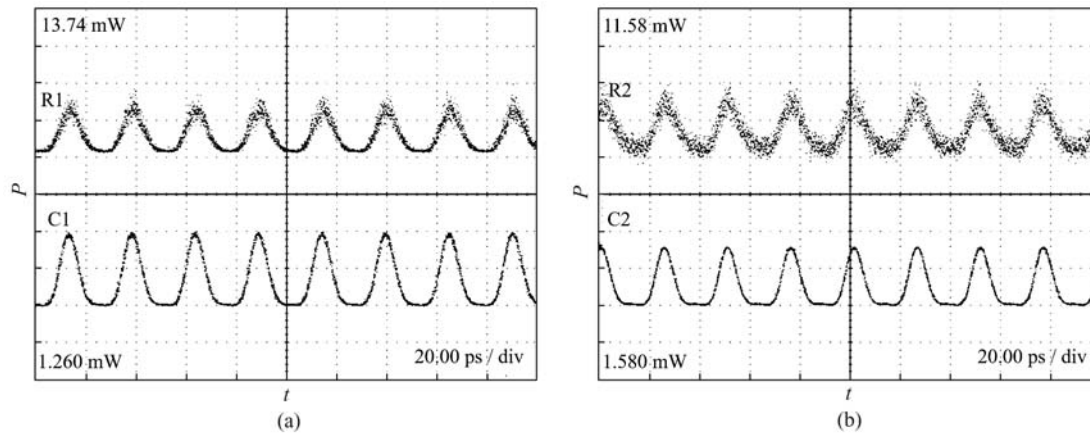 13.74 mW
R1
P
C1
1.260 mW
20.00 ps / div
t
(a)
11.58 mW
R2
P
C2
1.580 mW
20.00 ps / div
t
(b)